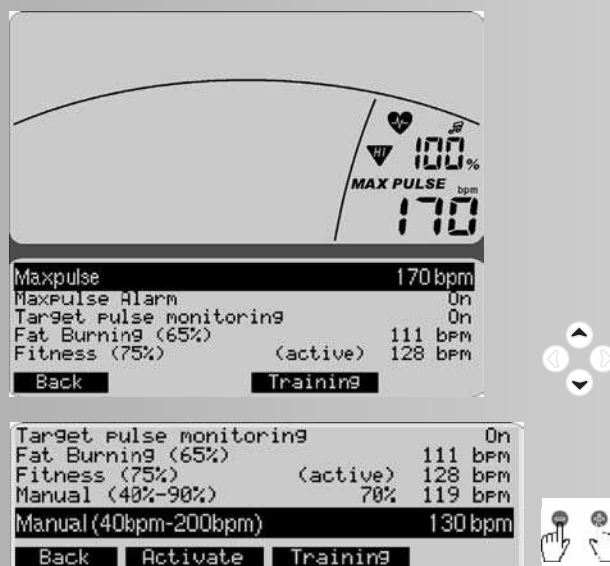 HI 100%
MAX PULSE bpm
170
Maxpulse 170 bpm
Maxpulse Alarm On
Target pulse monitoring On
Fat Burning (65%) 111 bpm
Fitness (75%) (active) 128 bpm
Back Training
Target pulse monitoring On
Fat Burning (65%) 111 bpm
Fitness (75%) (active) 128 bpm
Manual (40%-90%) 70% 119 bpm
Manual (40bpm-200bpm) 130 bpm
Back Activate Training